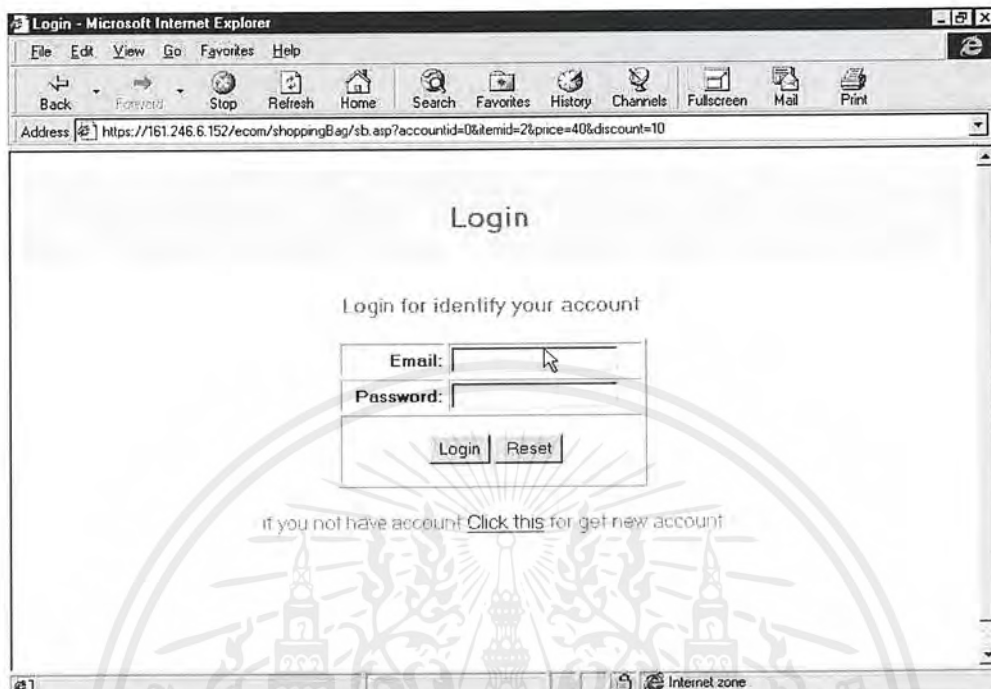 Login - Microsoft Internet Explorer
File Edit View Go Favorites Help
Back Forward Stop Refresh Home Search Favorites History Channels Fullscreen Mail Print
Address https://161.246.6.152/ecom/shoppingBag/sb.asp?accountid=0&itemid=2&price=40&discount=10
Login
Login for identify your account
Email:
Password:
Login Reset
if you not have account Click this for get new account
Internet zone